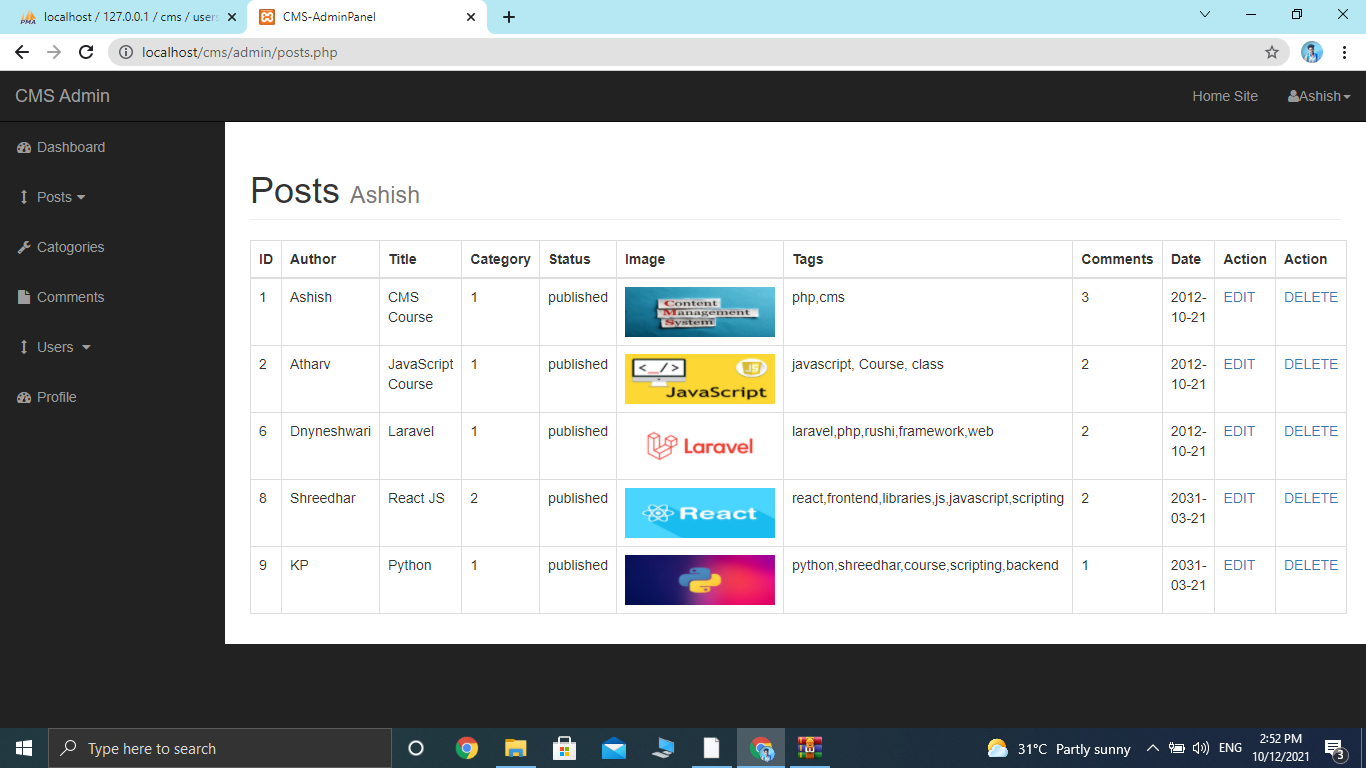 localhost / 127.0.0.1 / cms / users
CMS-AdminPanel
localhost/cms/admin/posts.php
CMS Admin
Home Site
Ashish
Dashboard
Posts
Catogories
Comments
Users
Profile
Posts Ashish
ID Author Title Category Status Image Tags Comments Date Action Action
1 Ashish CMS Course 1 published Content Management System php,cms 3 2012-10-21 EDIT DELETE
2 Atharv JavaScript Course 1 published <_/> JS JavaScript javascript, Course, class 2 2012-10-21 EDIT DELETE
6 Dnyneshwari Laravel 1 published Laravel laravel,php,rushi,framework,web 2 2012-10-21 EDIT DELETE
8 Shreedhar React JS 2 published React react,frontend,libraries,js,javascript,scripting 2 2031-03-21 EDIT DELETE
9 KP Python 1 published python,shreedhar,course,scripting,backend 1 2031-03-21 EDIT DELETE
Type here to search
31°C Partly sunny
ENG
2:52 PM
10/12/2021
3